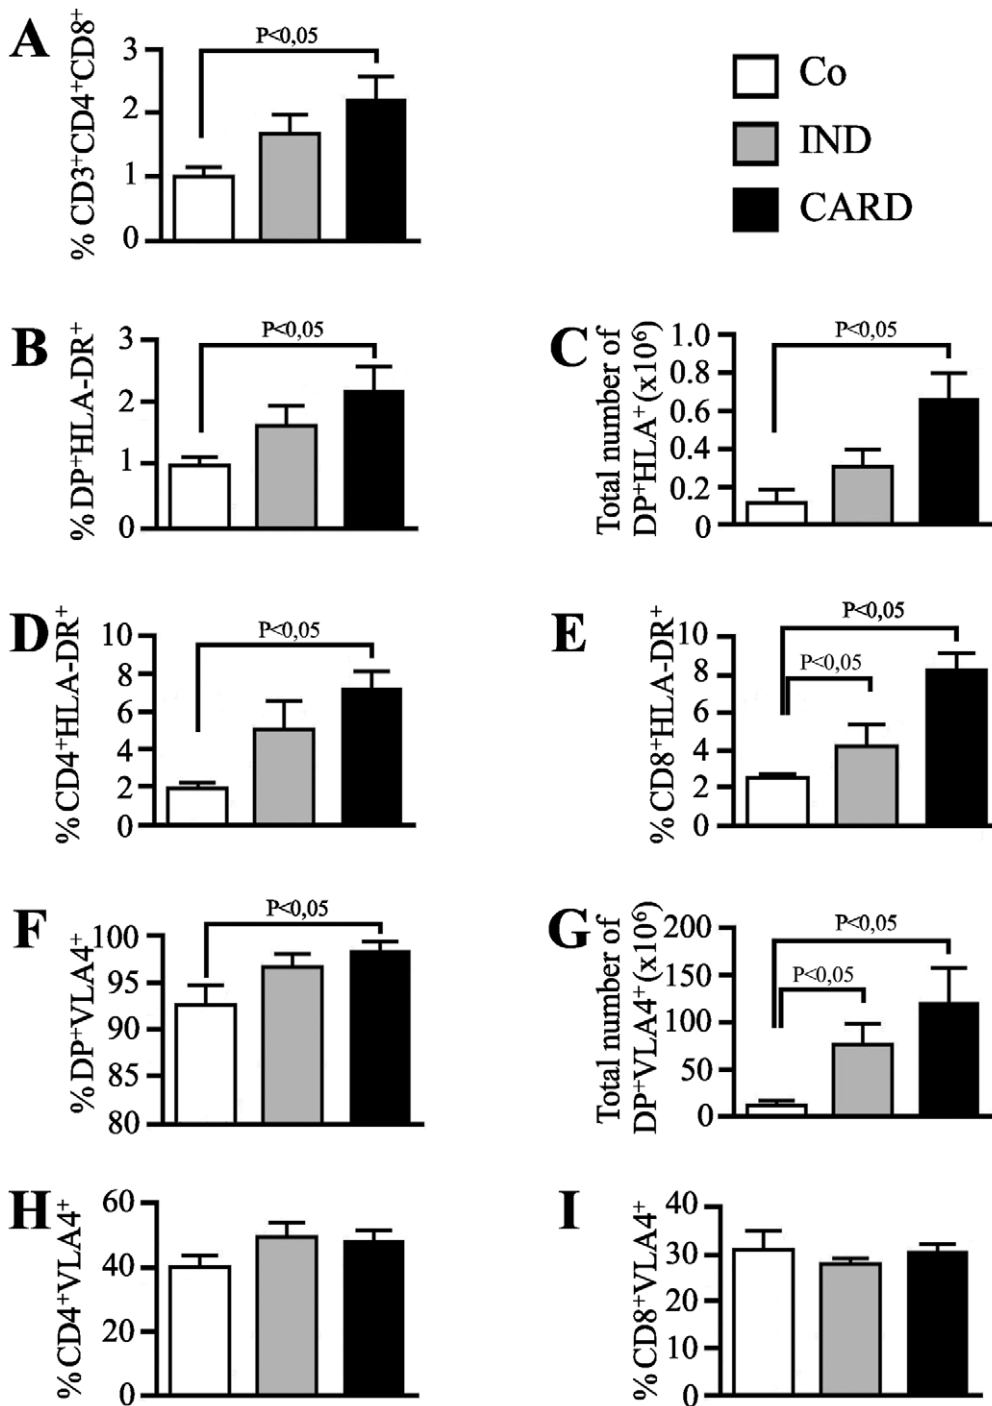 A
% CD3⁺CD4⁺CD8⁺
3
2
1
0
P<0,05
Co
IND
CARD
B
%DP⁺HLA-DR⁺
3
2
1
0
P<0,05
C
Total number of
DP⁺HLA⁺ (x10⁶)
1.0
0.8
0.6
0.4
0.2
0
P<0,05
D
%CD4⁺HLA-DR⁺
10
8
6
4
2
0
P<0,05
E
%CD8⁺HLA-DR⁺
10
8
6
4
2
0
P<0,05
P<0,05
F
%DP⁺VLA4⁺
100
95
90
85
80
P<0,05
G
Total number of
DP⁺VLA4⁺ (x10⁶)
200
150
100
50
0
P<0,05
P<0,05
H
%CD4⁺VLA4⁺
60
40
20
0
I
%CD8⁺VLA4⁺
40
30
20
10
0